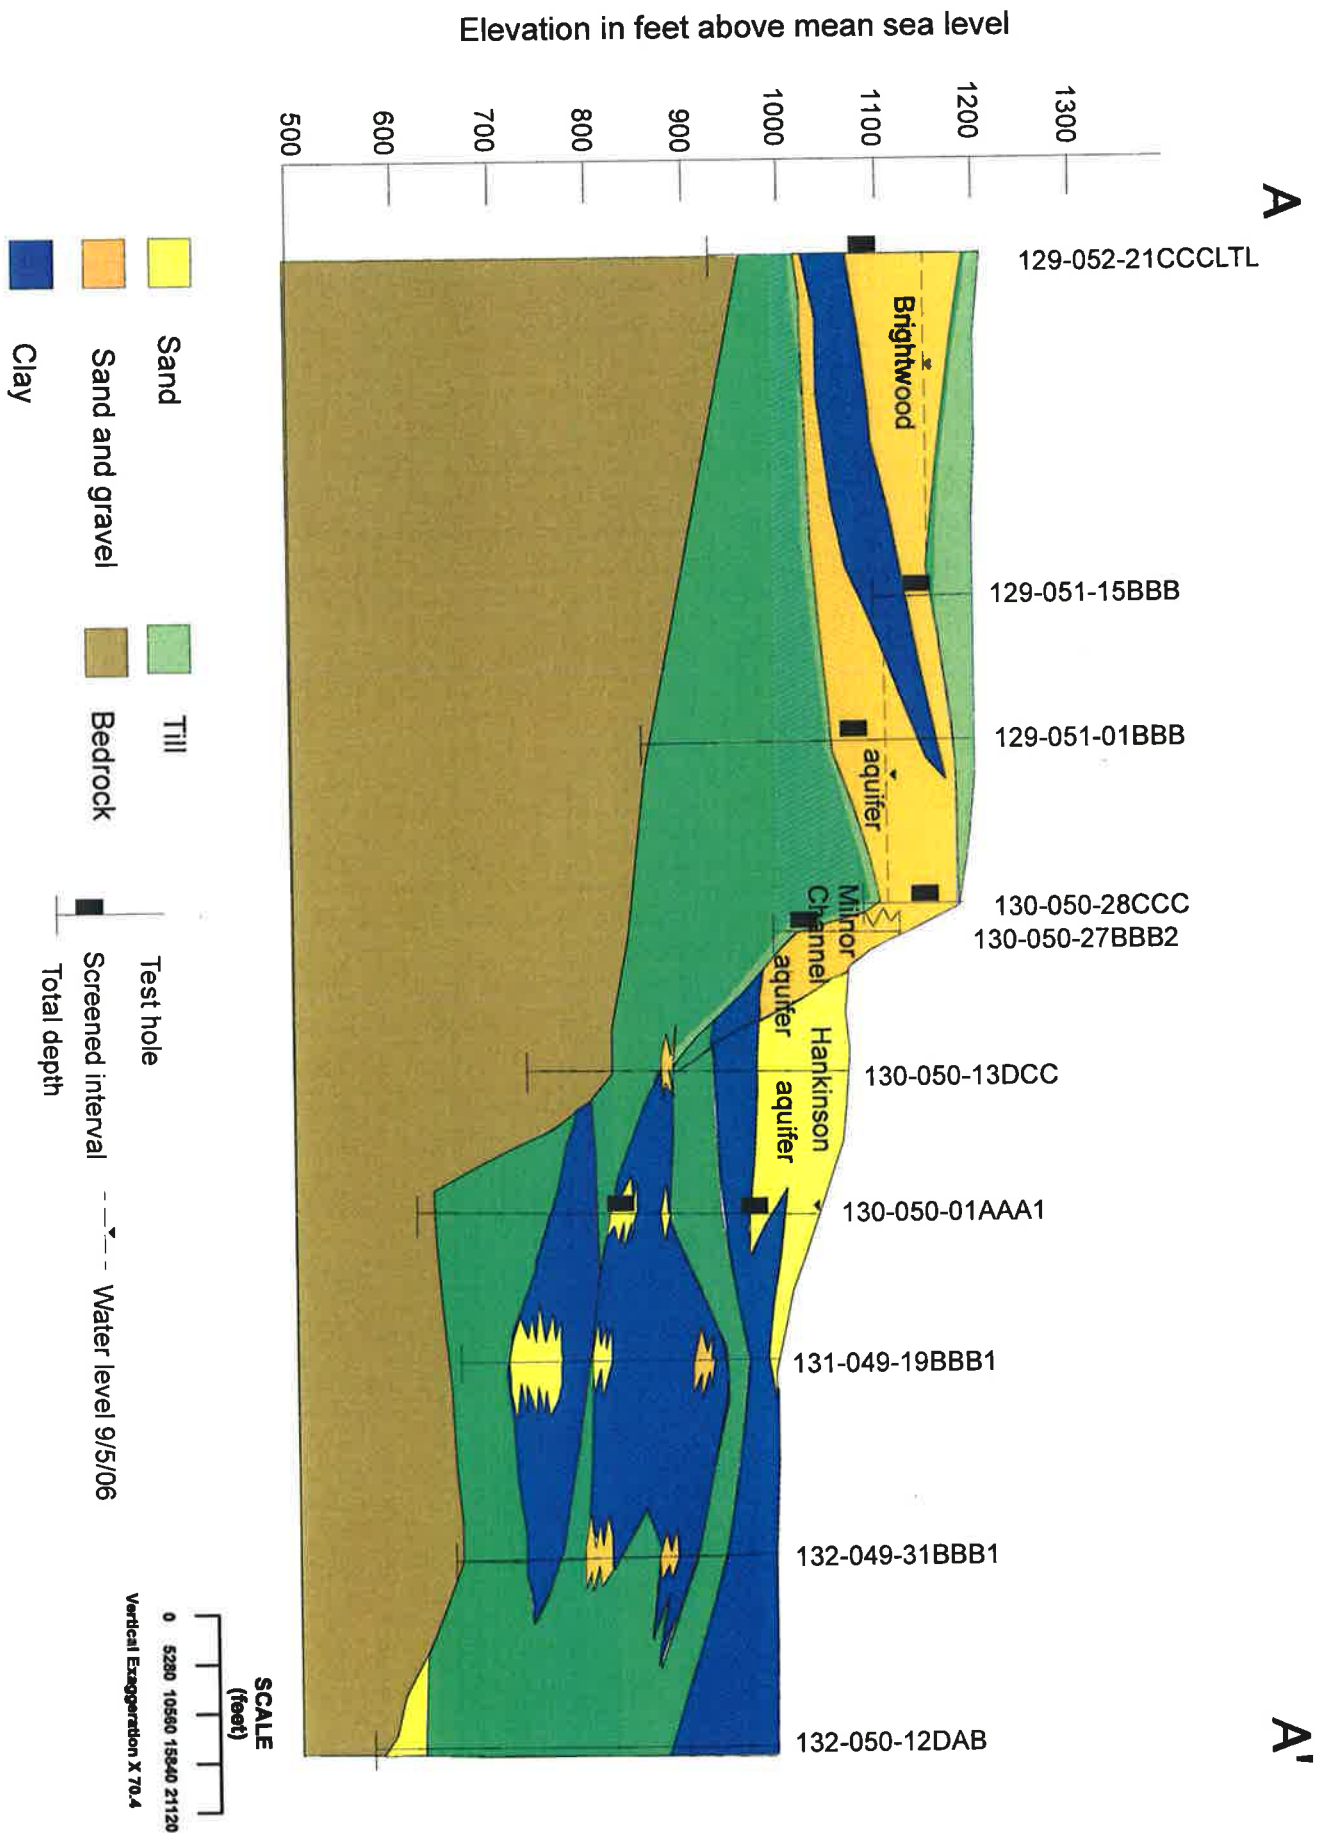 A
A'
129-052-21CCCLTL
129-051-15BBB
129-051-01BBB
130-050-28CCC
130-050-27BBB2
130-050-13DCC
130-050-01AAA1
131-049-19BBB1
132-049-31BBB1
132-050-12DAB
Elevation in feet above mean sea level
1300
1200
1100
1000
900
800
700
600
500
Brightwood
aquifer
Milnor
Channel
aquifer
Hankinson
aquifer
Sand
Sand and gravel
Clay
Till
Bedrock
Test hole
Screened interval
Total depth
Water level 9/5/06
SCALE
(feet)
0 5280 10560 15840 21120
Vertical Exaggeration X 70.4